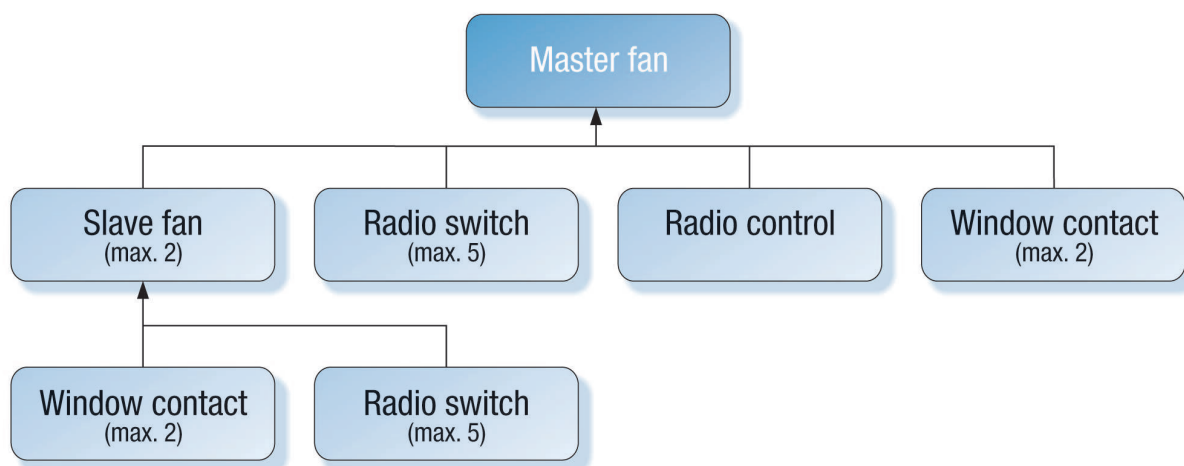 Master fan
Slave fan
(max. 2)
Radio switch
(max. 5)
Radio control
Window contact
(max. 2)
Window contact
(max. 2)
Radio switch
(max. 5)